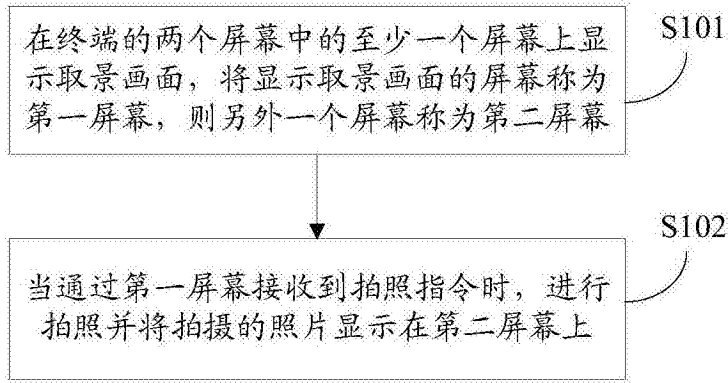 在终端的两个屏幕中的至少一个屏幕上显
示取景画面，将显示取景画面的屏幕称为
第一屏幕，则另外一个屏幕称为第二屏幕
S101
当通过第一屏幕接收到拍照指令时，进行
拍照并将拍摄的照片显示在第二屏幕上
S102